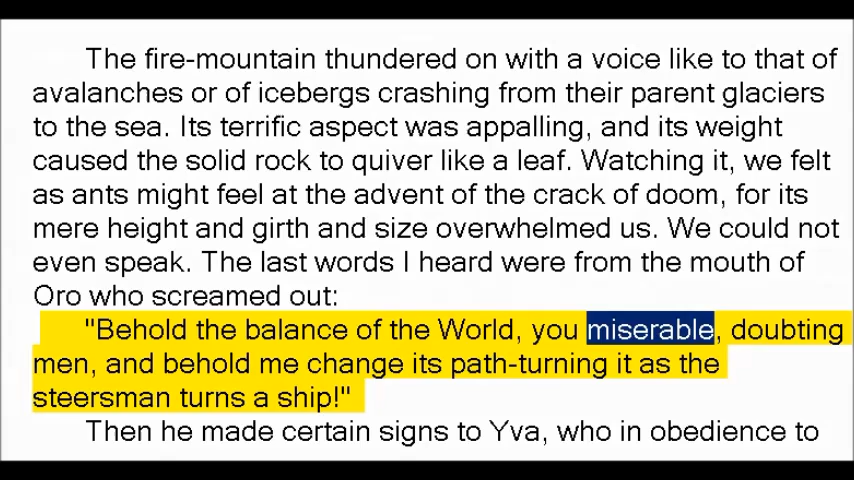 The fire-mountain thundered on with a voice like to that of
avalanches or of icebergs crashing from their parent glaciers
to the sea. Its terrific aspect was appalling, and its weight
caused the solid rock to quiver like a leaf. Watching it, we felt
as ants might feel at the advent of the crack of doom, for its
mere height and girth and size overwhelmed us. We could not
even speak. The last words I heard were from the mouth of
Oro who screamed out:
"Behold the balance of the World, you miserable, doubting
men, and behold me change its path-turning it as the
steersman turns a ship!"
Then he made certain signs to Yva, who in obedience to